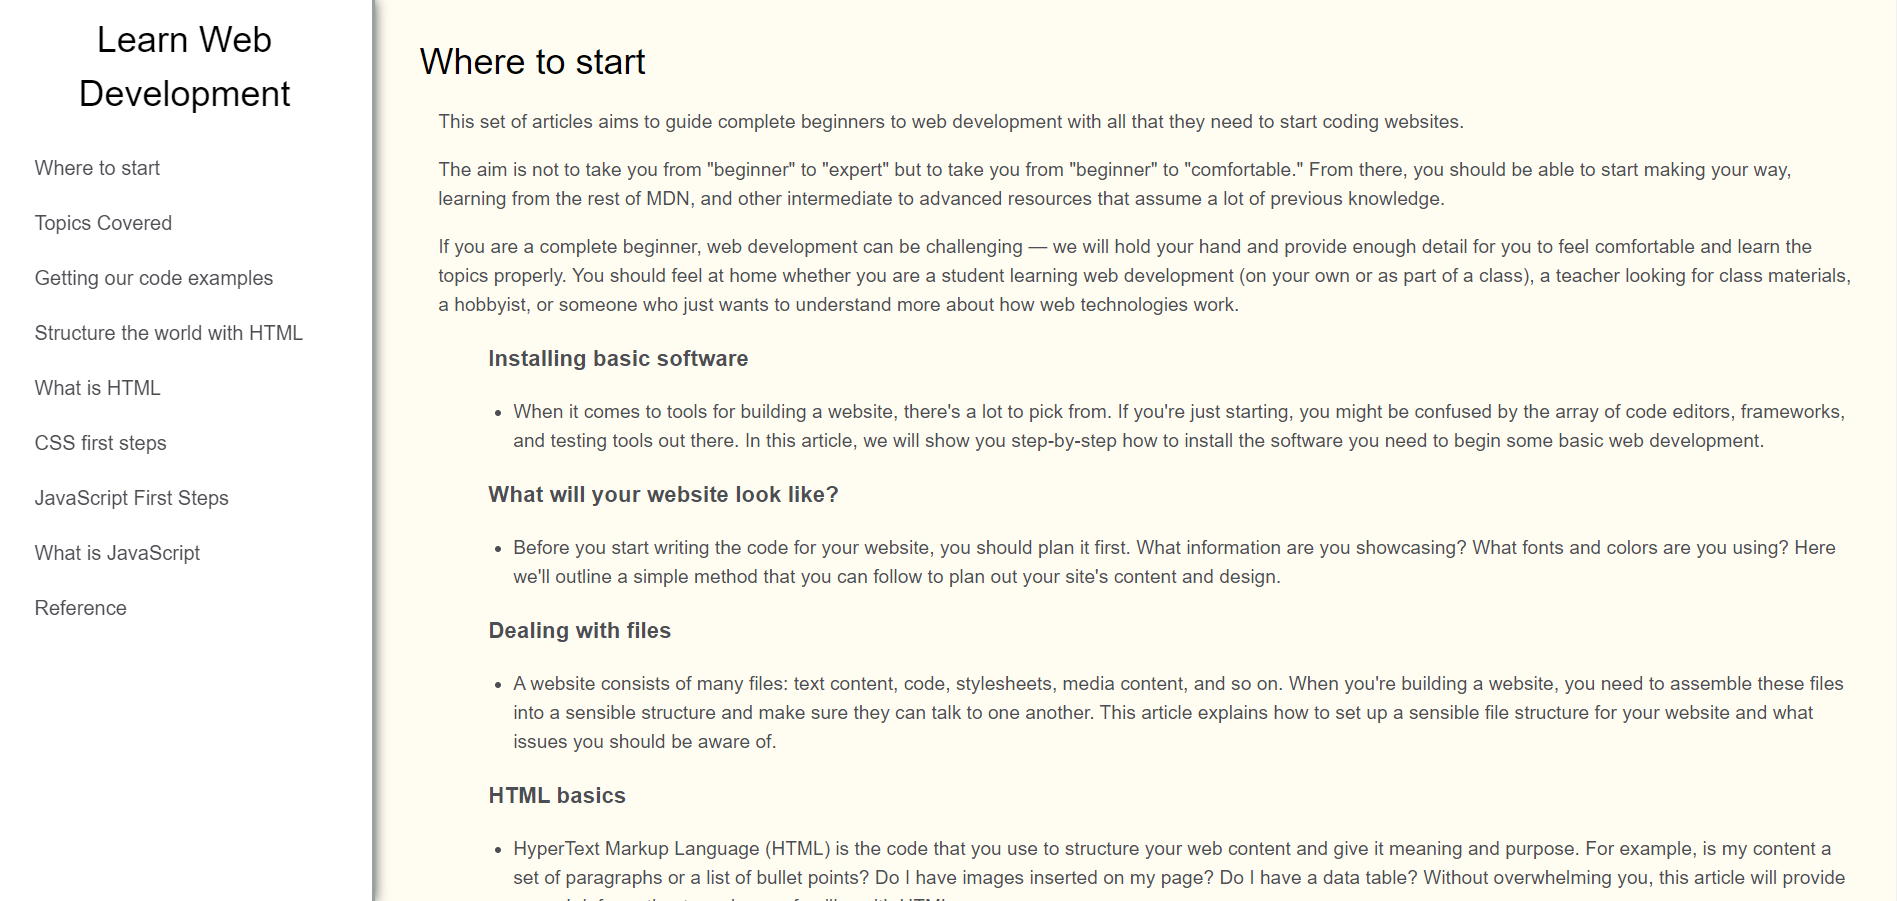 Learn Web
Development
Where to start
Topics Covered
Getting our code examples
Structure the world with HTML
What is HTML
CSS first steps
JavaScript First Steps
What is JavaScript
Reference
Where to start
This set of articles aims to guide complete beginners to web development with all that they need to start coding websites.
The aim is not to take you from "beginner" to "expert" but to take you from "beginner" to "comfortable." From there, you should be able to start making your way,
learning from the rest of MDN, and other intermediate to advanced resources that assume a lot of previous knowledge.
If you are a complete beginner, web development can be challenging — we will hold your hand and provide enough detail for you to feel comfortable and learn the
topics properly. You should feel at home whether you are a student learning web development (on your own or as part of a class), a teacher looking for class materials,
a hobbyist, or someone who just wants to understand more about how web technologies work.
Installing basic software
• When it comes to tools for building a website, there's a lot to pick from. If you're just starting, you might be confused by the array of code editors, frameworks,
and testing tools out there. In this article, we will show you step-by-step how to install the software you need to begin some basic web development.
What will your website look like?
• Before you start writing the code for your website, you should plan it first. What information are you showcasing? What fonts and colors are you using? Here
we'll outline a simple method that you can follow to plan out your site's content and design.
Dealing with files
• A website consists of many files: text content, code, stylesheets, media content, and so on. When you're building a website, you need to assemble these files
into a sensible structure and make sure they can talk to one another. This article explains how to set up a sensible file structure for your website and what
issues you should be aware of.
HTML basics
• HyperText Markup Language (HTML) is the code that you use to structure your web content and give it meaning and purpose. For example, is my content a
set of paragraphs or a list of bullet points? Do I have images inserted on my page? Do I have a data table? Without overwhelming you, this article will provide